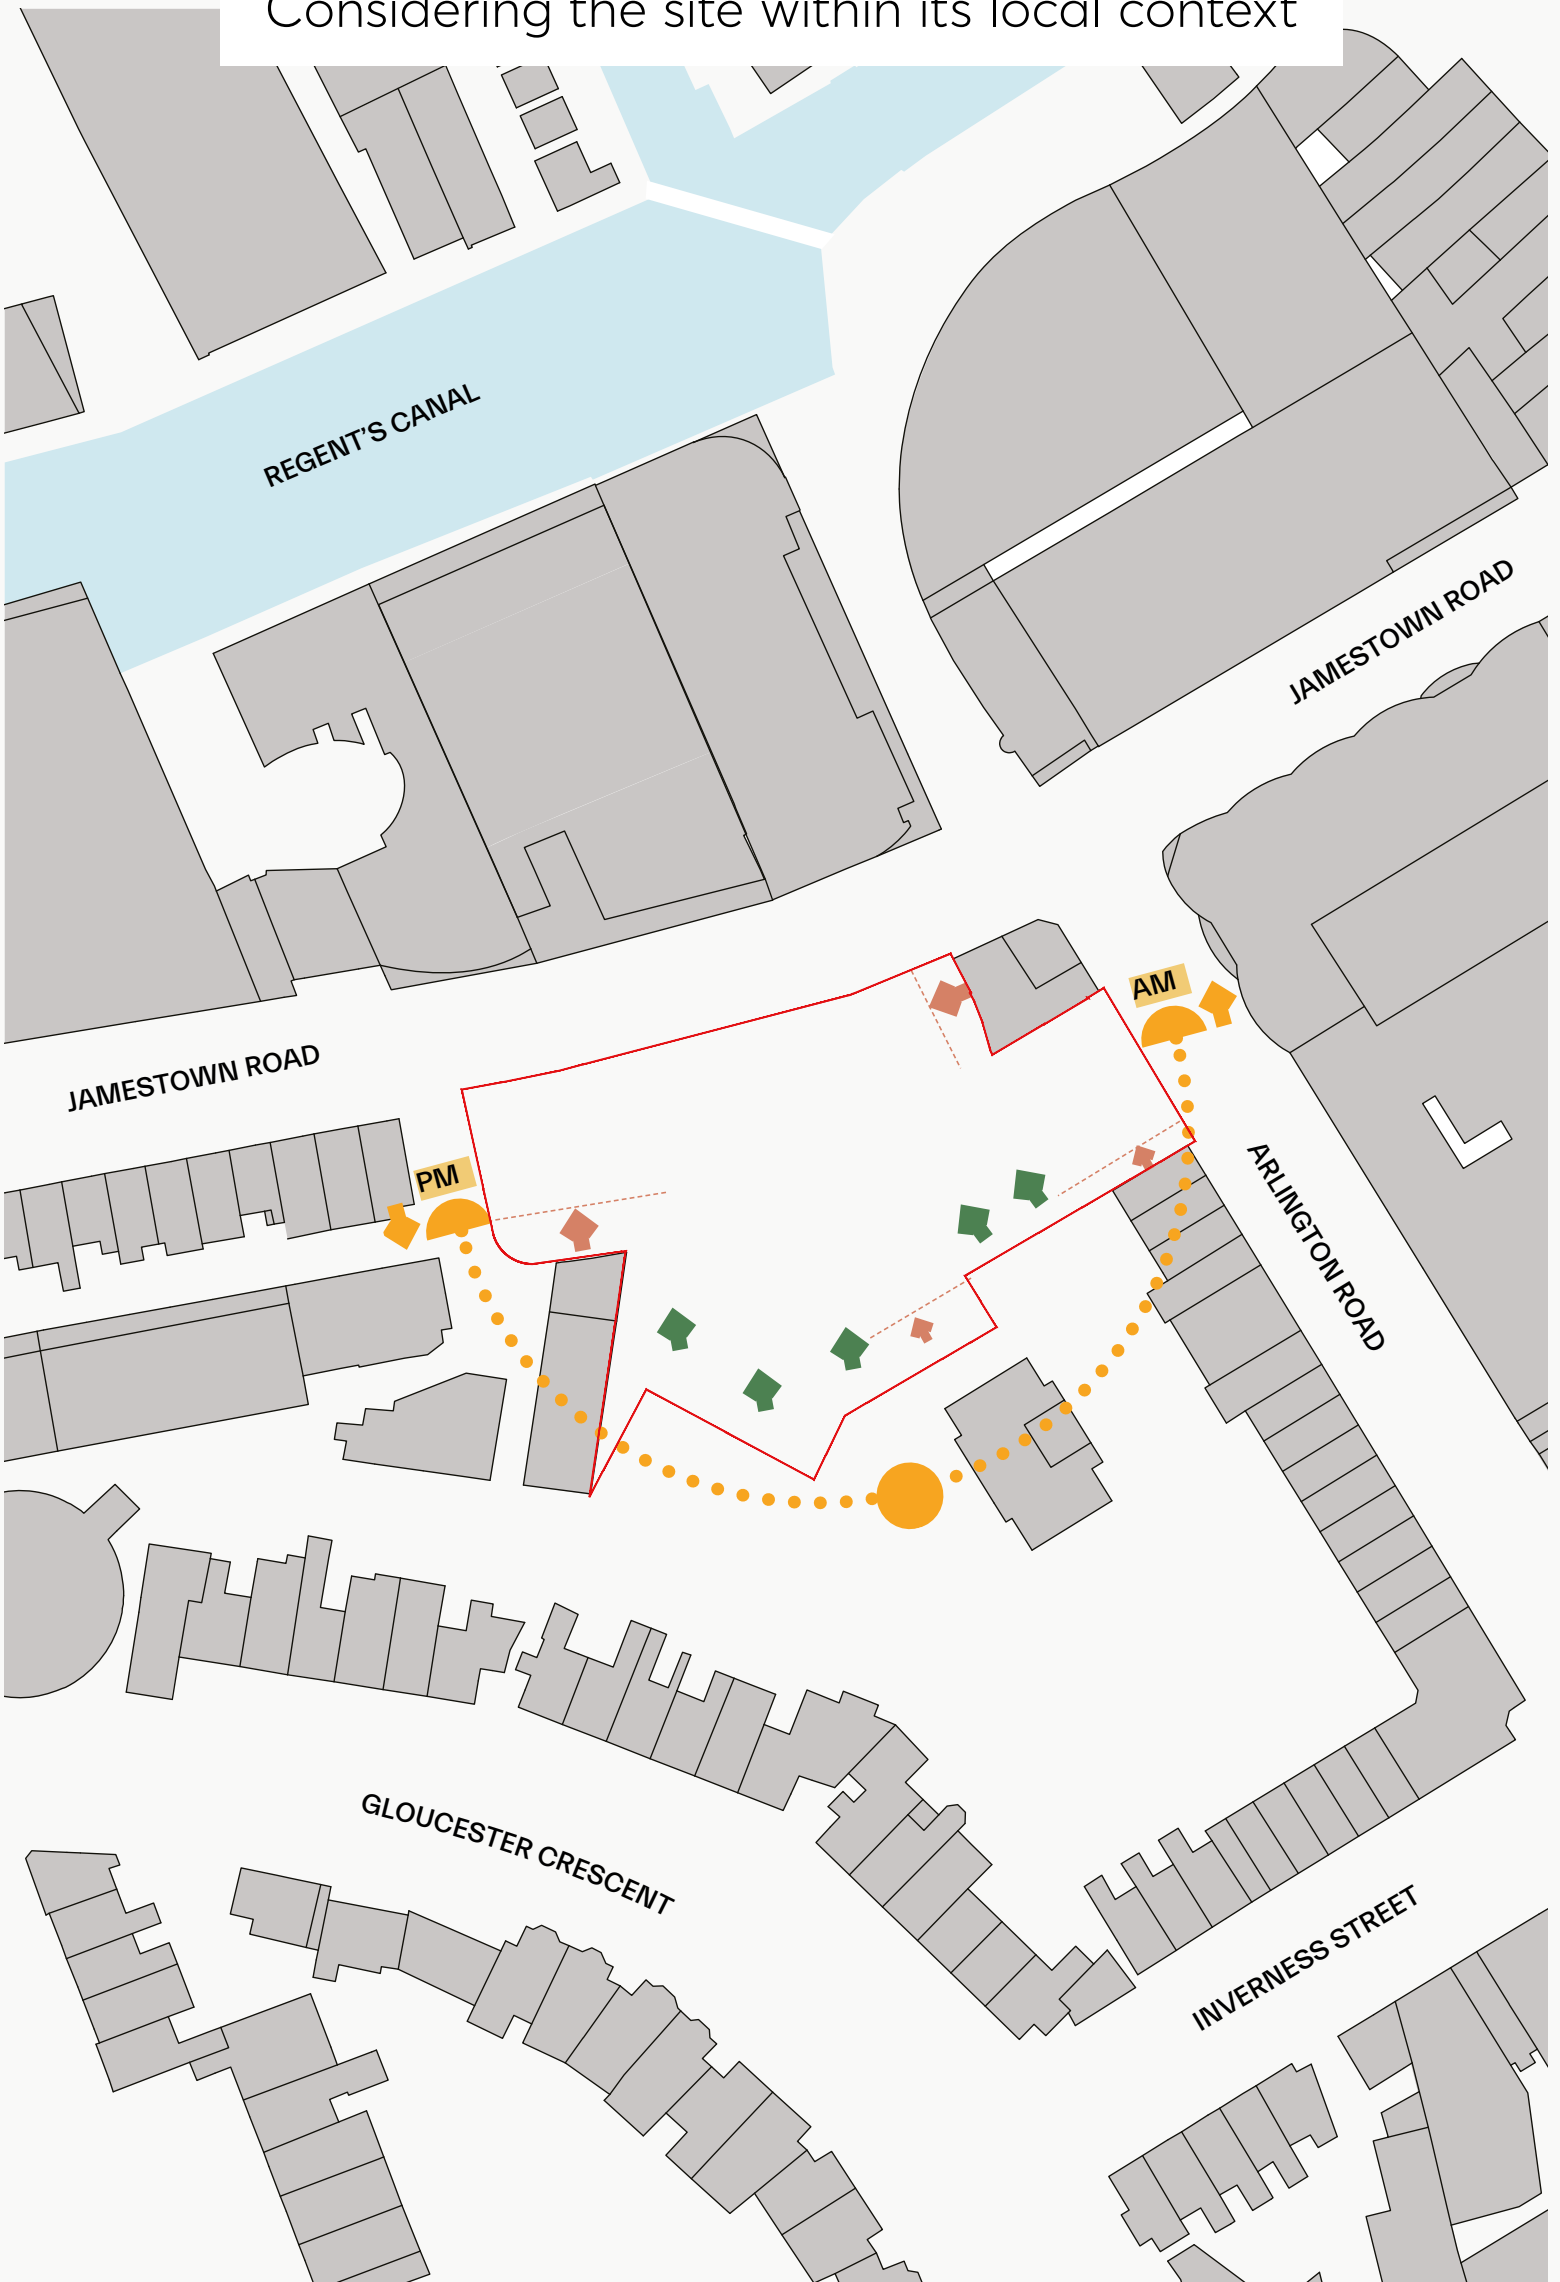 Considering the site within its local context
REGENT'S CANAL
JAMESTOWN ROAD
AM
JAMESTOWN ROAD
PM
ARLINGTON ROAD
GLOUCESTER CRESCENT
INVERNESS STREET